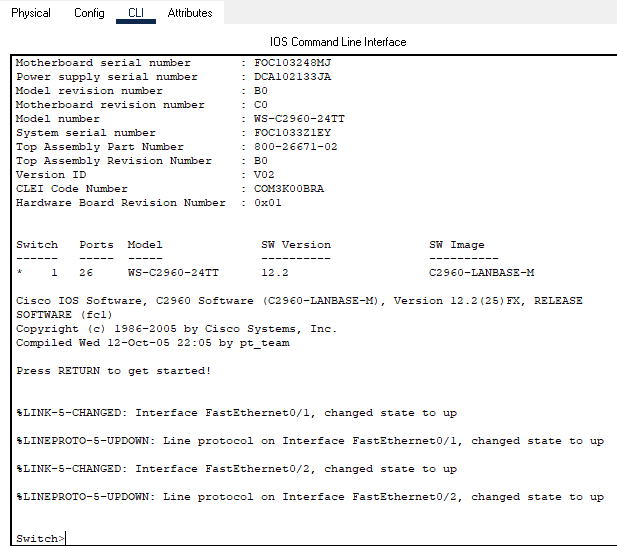 Physical Config CLI Attributes
IOS Command Line Interface
Motherboard serial number : FOC103248MJ
Power supply serial number : DCA102133JA
Model revision number : B0
Motherboard revision number : C0
Model number : WS-C2960-24TT
System serial number : FOC1033Z1EY
Top Assembly Part Number : 800-26671-02
Top Assembly Revision Number : B0
Version ID : V02
CLEI Code Number : COM3K00BRA
Hardware Board Revision Number : 0x01
Switch Ports Model SW Version SW Image
------ ----- ----- ---------- ----------
* 1 26 WS-C2960-24TT 12.2 C2960-LANBASE-M
Cisco IOS Software, C2960 Software (C2960-LANBASE-M), Version 12.2(25)FX, RELEASE
SOFTWARE (fc1)
Copyright (c) 1986-2005 by Cisco Systems, Inc.
Compiled Wed 12-Oct-05 22:05 by pt_team
Press RETURN to get started!
%LINK-5-CHANGED: Interface FastEthernet0/1, changed state to up
%LINEPROTO-5-UPDOWN: Line protocol on Interface FastEthernet0/1, changed state to up
%LINK-5-CHANGED: Interface FastEthernet0/2, changed state to up
%LINEPROTO-5-UPDOWN: Line protocol on Interface FastEthernet0/2, changed state to up
Switch>